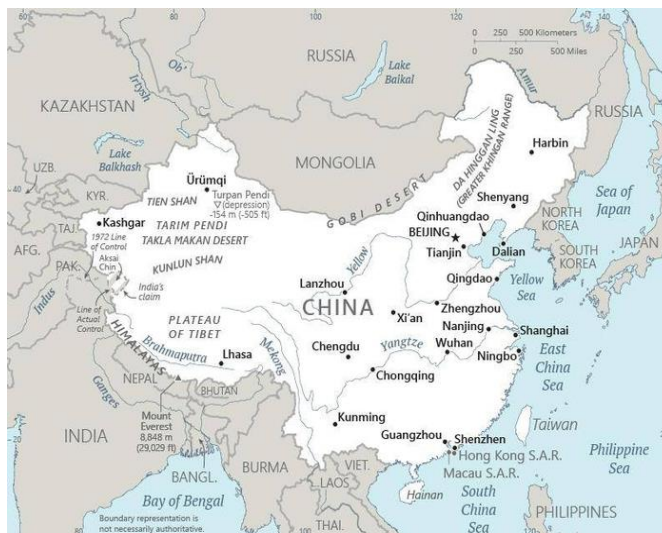 100
120
140
0 250 500 Kilometers
0 250 500 Miles
RUSSIA
Ob'
Irtysh
Lake
Baikal
Amur
KAZAKHSTAN
RUSSIA
Lake
Balkhash
MONGOLIA
DA HINGGAN LING
(GREATER KHINGAN RANGE)
Harbin
UZB.
40
KYR.
Ürümqi
TIEN SHAN
Turpan Pendi
(depression)
-154 m (-505 ft)
GOBI DESERT
Shenyang
Sea of
Japan
TAJ.
Kashgar
TARIM PENDI
TAKLA MAKAN DESERT
Qinhuangdao
BEIJING
NORTH
KOREA
AFG.
1972 Line
of Control
Aksai
Chin
KUNLUN SHAN
Tianjin
Dalian
SOUTH
KOREA
JAPAN
PAK.
Indus
India's
claim
Yellow
Qingdao
Yellow
Sea
Line of
Actual
Control
Lanzhou
CHINA
Zhengzhou
Xi'an
HIMALAYAS
PLATEAU
OF TIBET
Nanjing
Shanghai
Brahmaputra
Lhasa
Mekong
Chengdu
Yangtze
Wuhan
Ningbo
East
China
Sea
Chongqing
NEPAL
Ganges
BHUTAN
Mount
Everest
8,848 m
(29,029 ft)
Kunming
Taiwan
20
INDIA
Guangzhou
Shenzhen
Hong Kong S.A.R.
Macau S.A.R.
Philippine
Sea
BANGL.
BURMA
VIET.
LAOS
Hainan
South
China
Sea
Bay of Bengal
THAI.
PHILIPPINES
Boundary representation is
not necessarily authoritative.
100
120